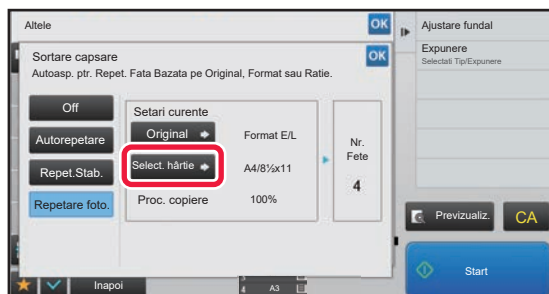 Altele
OK
Sortare capsare
OK
Autoasp. ptr. Repet. Fata Bazata pe Original, Format sau Ratie.
Off
Autorepetare
Repet.Stab.
Repetare foto.
Setari curente
Original
Format E/L
Select. hârtie
A4/8½x11
Proc. copiere
100%
Nr.
Fete
4
Ajustare fundal
Expunere
Selectati Tip/Expunere
Previzualiz.
CA
Start
Inapoi
4 A3